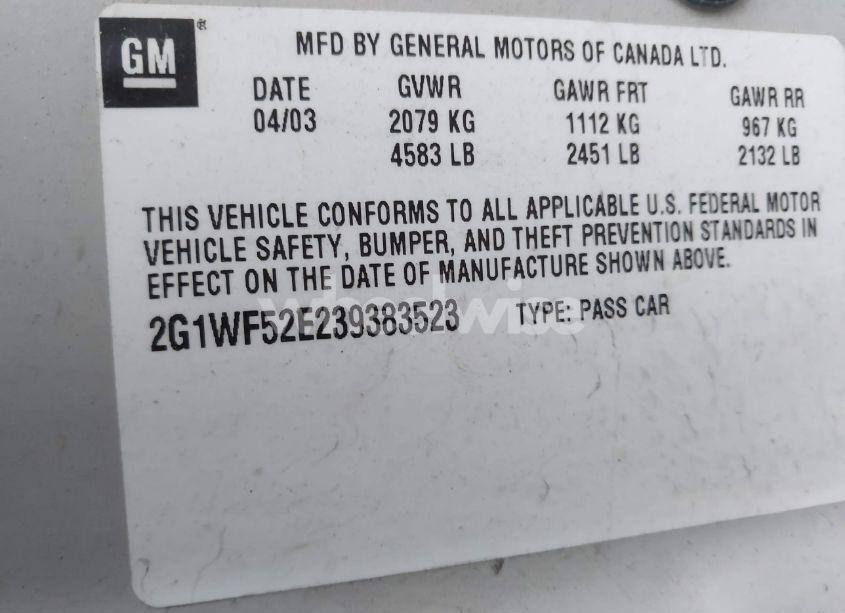 GM ®
MFD BY GENERAL MOTORS OF CANADA LTD.
DATE GVWR GAWR FRT GAWR RR
04/03 2079 KG 1112 KG 967 KG
4583 LB 2451 LB 2132 LB
THIS VEHICLE CONFORMS TO ALL APPLICABLE U.S. FEDERAL MOTOR
VEHICLE SAFETY, BUMPER, AND THEFT PREVENTION STANDARDS IN
EFFECT ON THE DATE OF MANUFACTURE SHOWN ABOVE.
2G1WF52E239383523 TYPE: PASS CAR
wheelwise